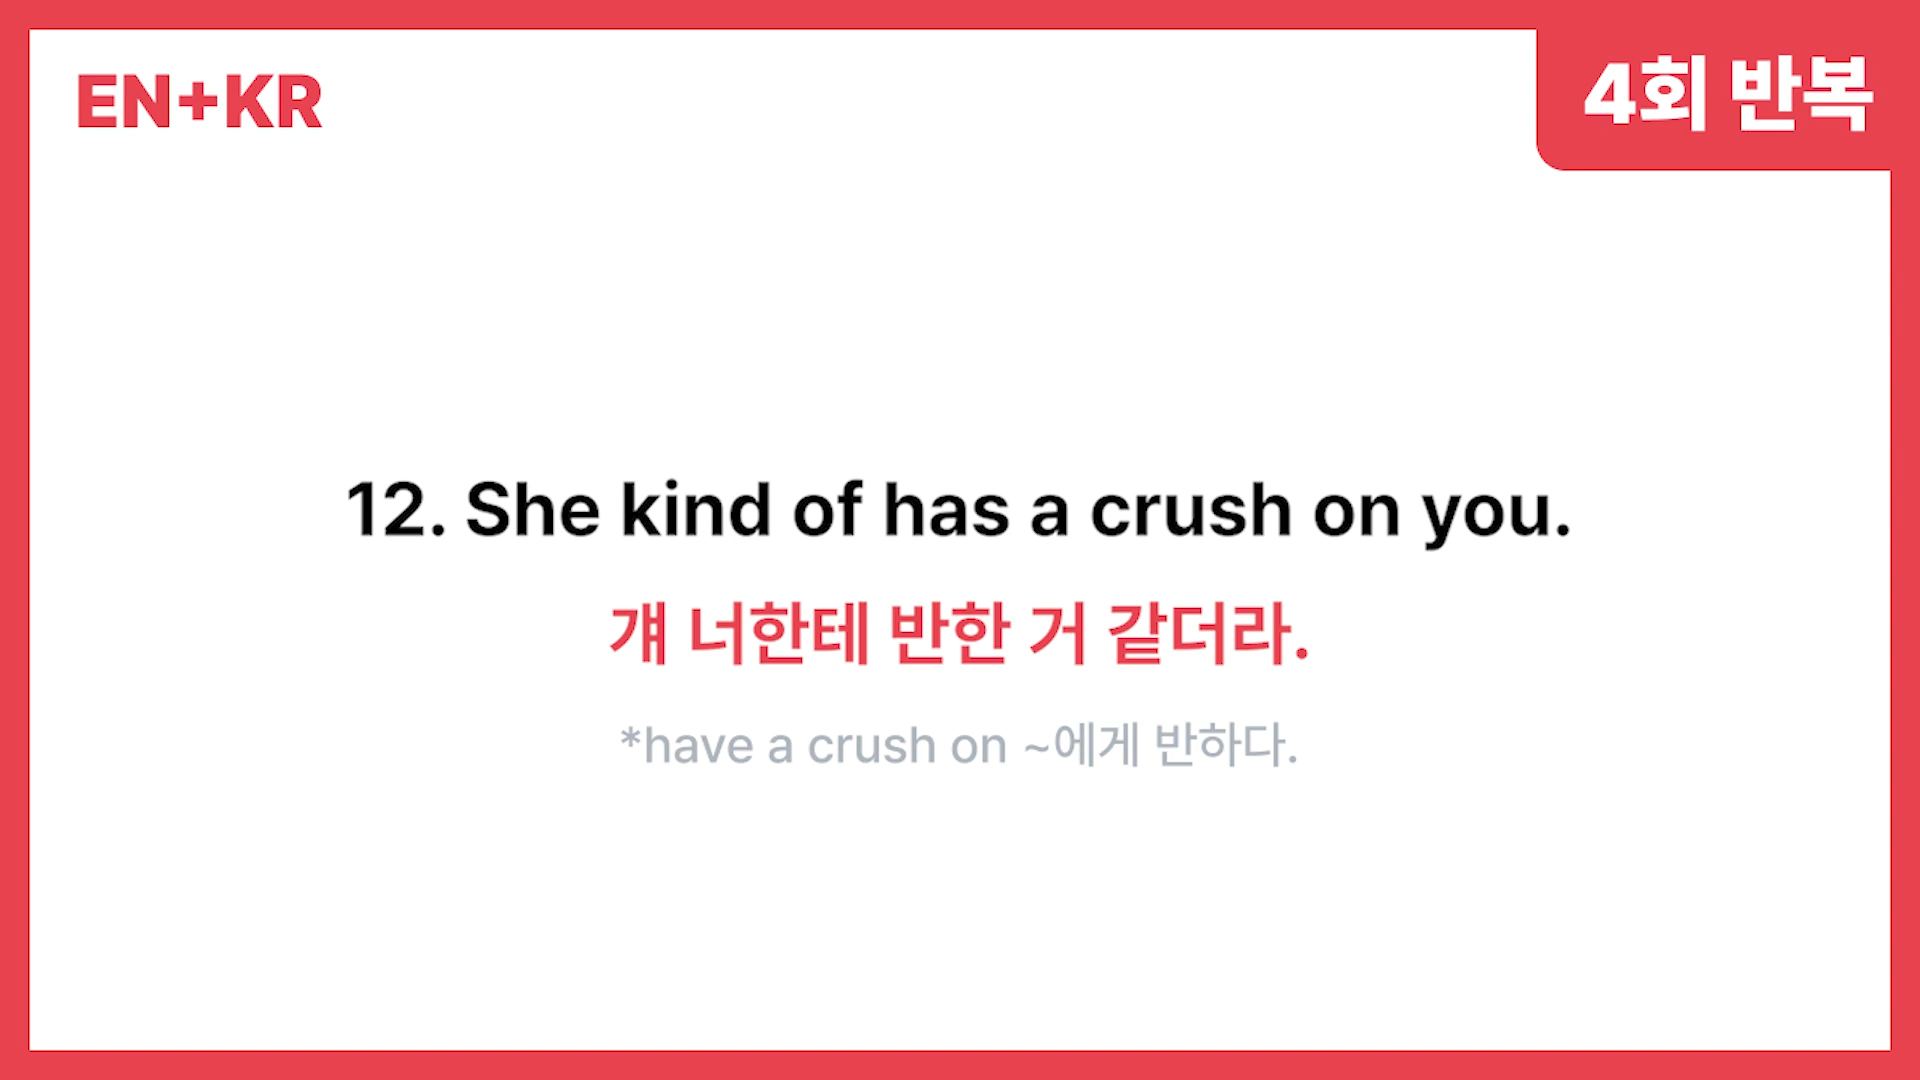 EN+KR
4회 반복
12. She kind of has a crush on you.
걔 너한테 반한 거 같더라.
*have a crush on ~에게 반하다.